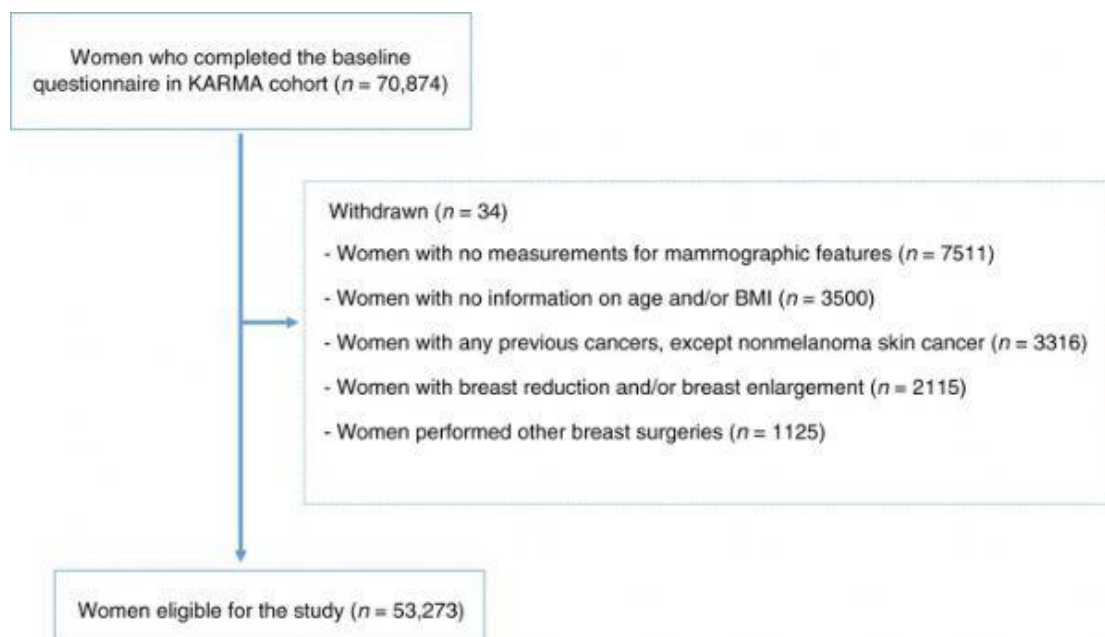 Women who completed the baseline
questionnaire in KARMA cohort (n = 70,874)
Withdrawn (n = 34)
- Women with no measurements for mammographic features (n = 7511)
- Women with no information on age and/or BMI (n = 3500)
- Women with any previous cancers, except nonmelanoma skin cancer (n = 3316)
- Women with breast reduction and/or breast enlargement (n = 2115)
- Women performed other breast surgeries (n = 1125)
Women eligible for the study (n = 53,273)